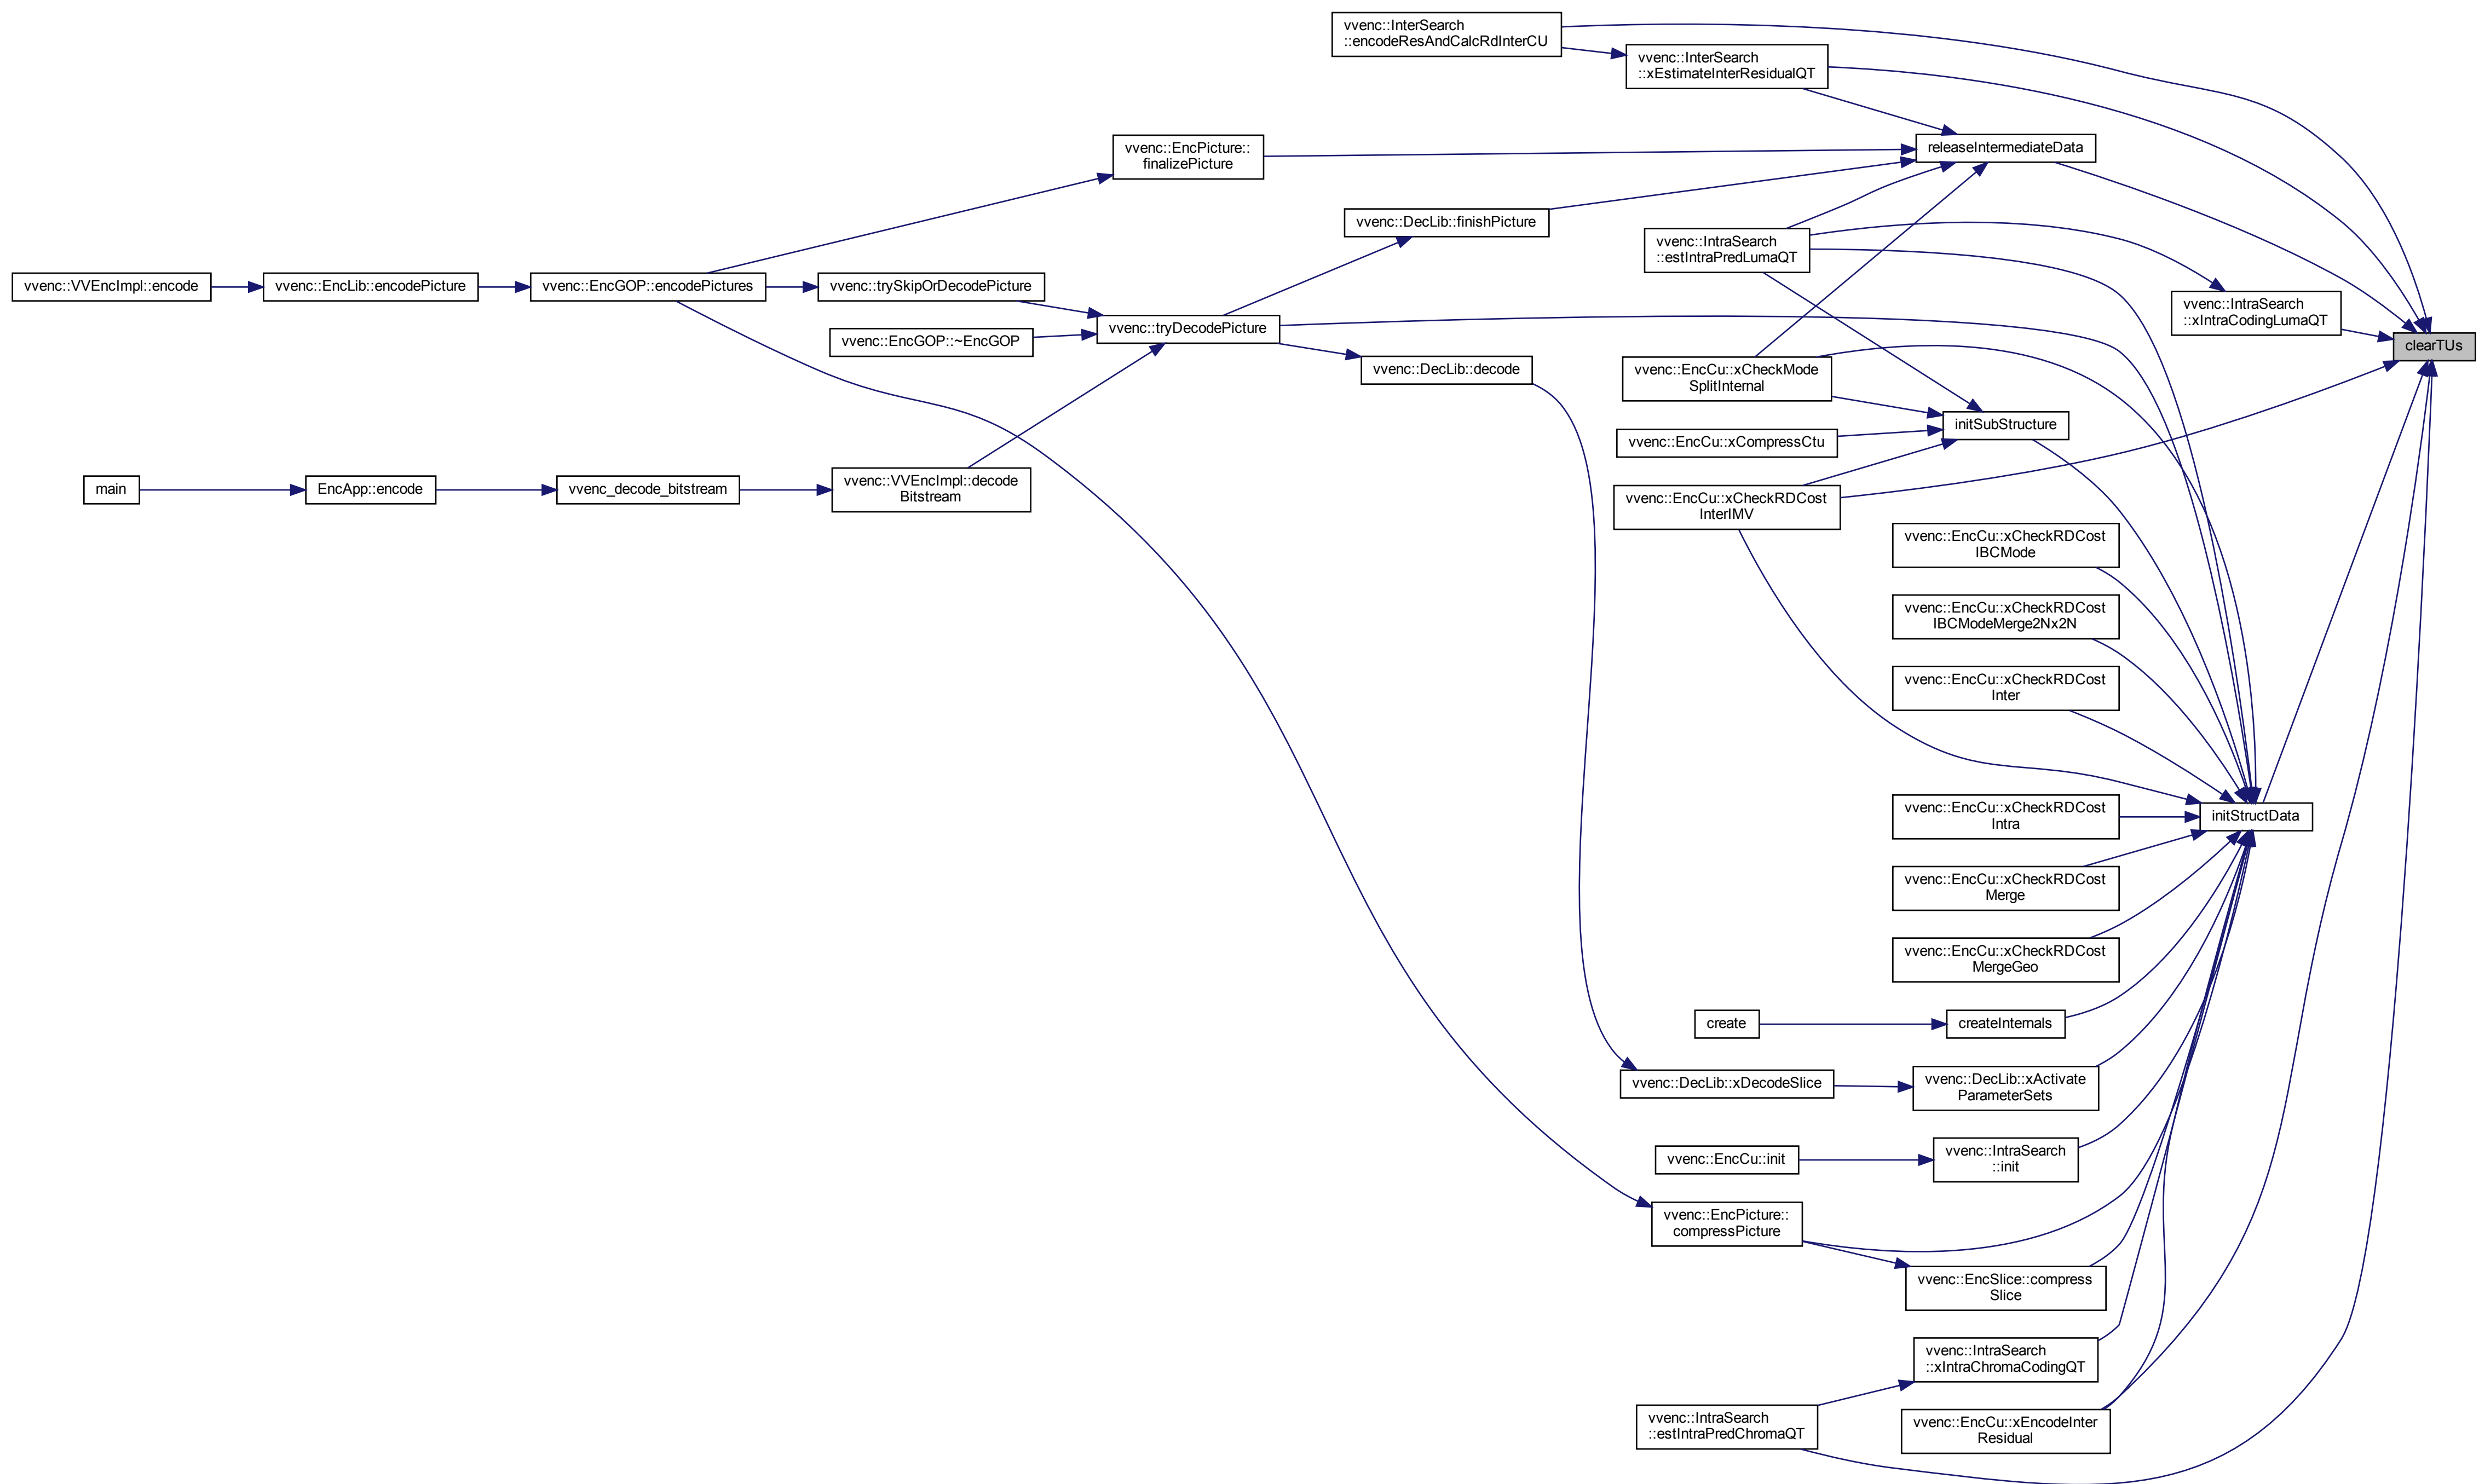 vvenc::InterSearch
::encodeResAndCalcRdInterCU
vvenc::InterSearch
::xEstimateInterResidualQT
vvenc::EncPicture::
finalizePicture
releaseIntermediateData
vvenc::DecLib::finishPicture
vvenc::IntraSearch
::estIntraPredLumaQT
vvenc::VVEncImpl::encode
vvenc::EncLib::encodePicture
vvenc::EncGOP::encodePictures
vvenc::trySkipOrDecodePicture
vvenc::IntraSearch
::xIntraCodingLumaQT
vvenc::tryDecodePicture
vvenc::EncGOP::~EncGOP
clearTUs
vvenc::DecLib::decode
vvenc::EncCu::xCheckMode
SplitInternal
initSubStructure
vvenc::EncCu::xCompressCtu
main
EncApp::encode
vvenc_decode_bitstream
vvenc::VVEncImpl::decode
Bitstream
vvenc::EncCu::xCheckRDCost
InterIMV
vvenc::EncCu::xCheckRDCost
IBCMode
vvenc::EncCu::xCheckRDCost
IBCModeMerge2Nx2N
vvenc::EncCu::xCheckRDCost
Inter
vvenc::EncCu::xCheckRDCost
Intra
initStructData
vvenc::EncCu::xCheckRDCost
Merge
vvenc::EncCu::xCheckRDCost
MergeGeo
create
createInternals
vvenc::DecLib::xDecodeSlice
vvenc::DecLib::xActivate
ParameterSets
vvenc::EncCu::init
vvenc::IntraSearch
::init
vvenc::EncPicture::
compressPicture
vvenc::EncSlice::compress
Slice
vvenc::IntraSearch
::xIntraChromaCodingQT
vvenc::IntraSearch
::estIntraPredChromaQT
vvenc::EncCu::xEncodeInter
Residual